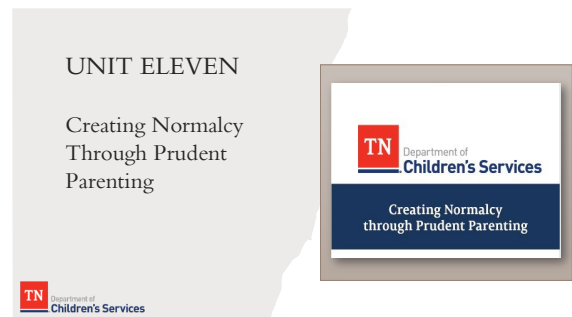 UNIT ELEVEN
Creating Normalcy
Through Prudent
Parenting
TN
Department of
Children's Services
Creating Normalcy
through Prudent Parenting
TN
Department of
Children's Services